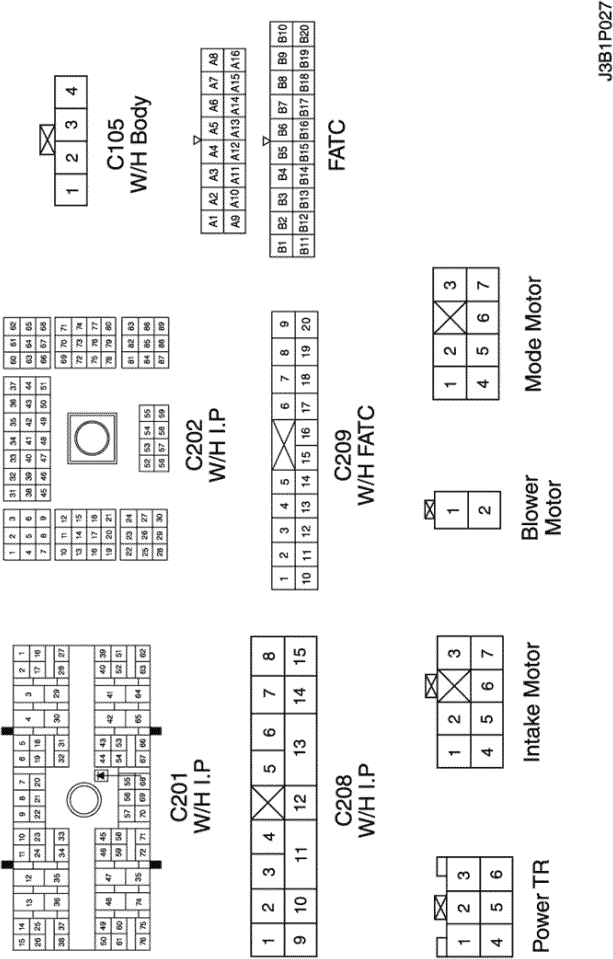 15 14 13 12 11 10 9 8 7 6 5 4 3 2 1
26 25 24 23 22 21 20 19 18 17 16
38 37 36 35 34 33 32 31 30 29 28 27
50 49 48 47 46 45 44 43 42 41 40 39
61 60 59 58 57 56 55 54 53 52 51
76 75 74 35 72 71 70 69 68 67 66 65 64 63 62
C201
W/H I.P
1 2 3
4 5 6
7 8 9
10 11 12
13 14 15
16 17 18
19 20 21
22 23 24
25 26 27
28 29 30
31 32 33 34 35 36 37
38 39 40 41 42 43 44
45 46 47 48 49 50 51
52 53 54 55
56 57 58 59
60 61 62
63 64 65
66 67 68
69 70 71
72 73 74
75 76 77
78 79 80
81 82 83
84 85 86
87 88 89
C202
W/H I.P
1 2 3 4
C105
W/H Body
1 2 3 4 5 6 7 8
9 10 11 12 13 14 15
C208
W/H I.P
1 2 3 4 5 6 7 8 9
10 11 12 13 14 15 16 17 18 19 20
C209
W/H FATC
A1 A2 A3 A4 A5 A6 A7 A8
A9 A10 A11 A12 A13 A14 A15 A16
B1 B2 B3 B4 B5 B6 B7 B8 B9 B10
B11 B12 B13 B14 B15 B16 B17 B18 B19 B20
FATC
1 2 3
4 5 6
Power TR
1 2 3
4 5 6 7
Intake Motor
1
2
Blower
Motor
1 2 3
4 5 6 7
Mode Motor
J3B1P027